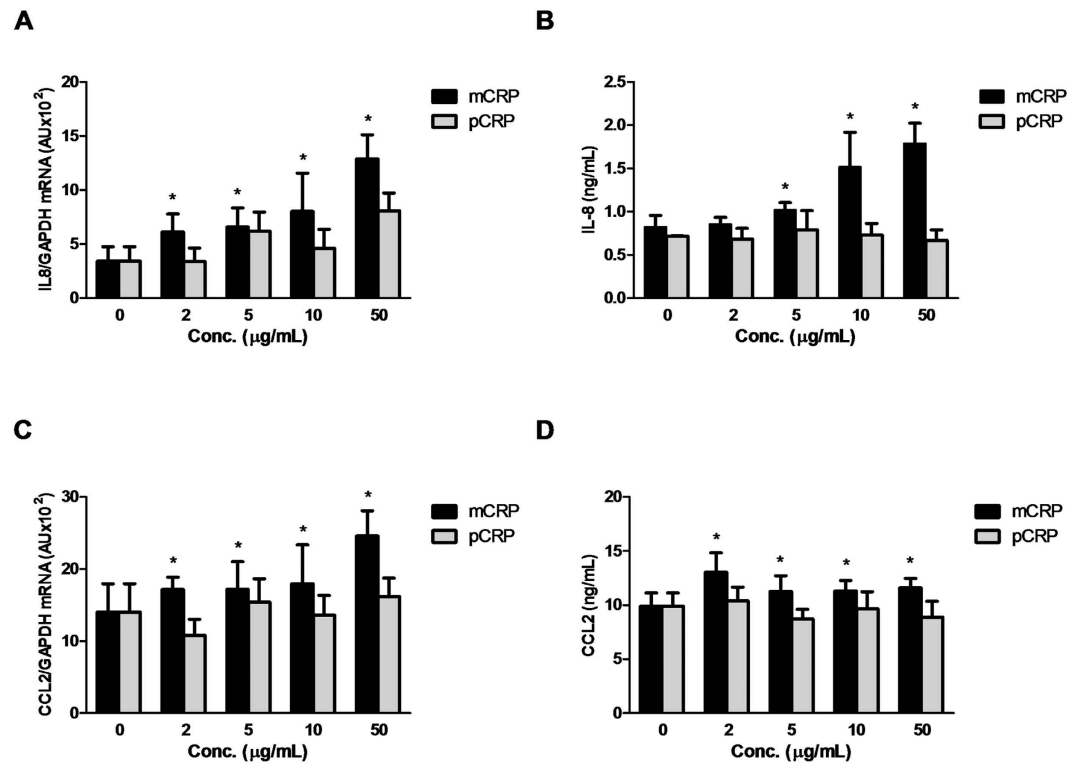 A
IL8/GAPDH mRNA (AUx10²)
20
15
10
5
0
*
*
*
*
0 2 5 10 50
Conc. (μg/mL)
mCRP
pCRP
B
IL-8 (ng/mL)
2.5
2.0
1.5
1.0
0.5
0.0
*
*
*
0 2 5 10 50
Conc. (μg/mL)
mCRP
pCRP
C
CCL2/GAPDH mRNA (AUx10⁻²)
30
20
10
0
*
*
*
*
0 2 5 10 50
Conc. (μg/mL)
mCRP
pCRP
D
CCL2 (ng/mL)
20
15
10
5
0
*
*
*
*
0 2 5 10 50
Conc. (μg/mL)
mCRP
pCRP